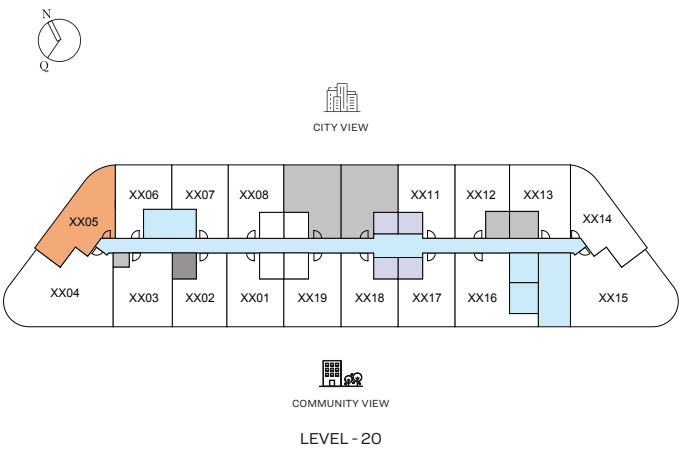 N
Q
CITY VIEW
XX06
XX07
XX08
XX11
XX12
XX13
XX05
XX14
XX04
XX03
XX02
XX01
XX19
XX18
XX17
XX16
XX15
COMMUNITY VIEW
LEVEL - 20